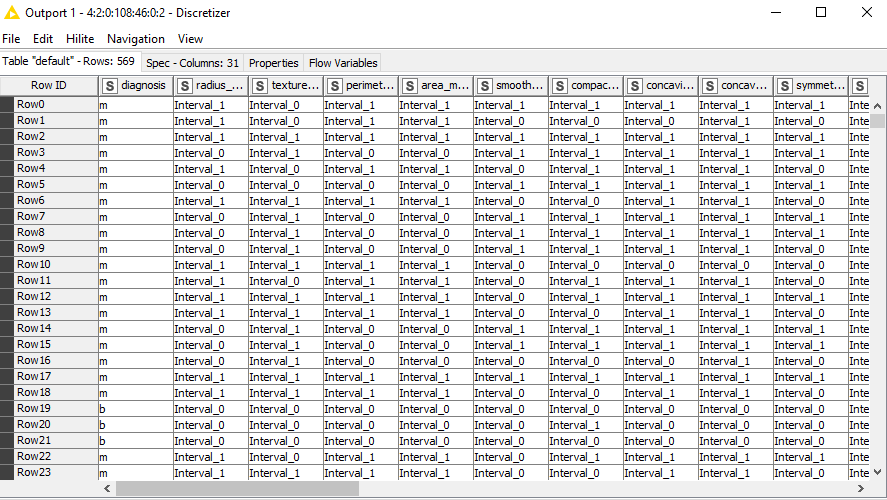 Outport 1 - 4:2:0:108:46:0:2 - Discretizer
File Edit Hilite Navigation View
Table "default" - Rows: 569 Spec - Columns: 31 Properties Flow Variables
Row ID S diagnosis S radius_... S texture... S perimet... S area_m... S smooth... S compac... S concavi... S concav... S symmet... S
Row0 m Interval_1 Interval_0 Interval_1 Interval_1 Interval_1 Interval_1 Interval_1 Interval_1 Interval_1 Inte
Row1 m Interval_1 Interval_0 Interval_1 Interval_1 Interval_0 Interval_0 Interval_0 Interval_1 Interval_0 Inte
Row2 m Interval_1 Interval_1 Interval_1 Interval_1 Interval_1 Interval_1 Interval_1 Interval_1 Interval_1 Inte
Row3 m Interval_0 Interval_1 Interval_0 Interval_0 Interval_1 Interval_1 Interval_1 Interval_1 Interval_1 Inte
Row4 m Interval_1 Interval_0 Interval_1 Interval_1 Interval_1 Interval_1 Interval_1 Interval_1 Interval_0 Inte
Row5 m Interval_0 Interval_0 Interval_0 Interval_0 Interval_1 Interval_1 Interval_1 Interval_1 Interval_1 Inte
Row6 m Interval_1 Interval_1 Interval_1 Interval_1 Interval_0 Interval_0 Interval_1 Interval_1 Interval_0 Inte
Row7 m Interval_0 Interval_1 Interval_0 Interval_0 Interval_1 Interval_1 Interval_1 Interval_1 Interval_1 Inte
Row8 m Interval_0 Interval_1 Interval_0 Interval_0 Interval_1 Interval_1 Interval_1 Interval_1 Interval_1 Inte
Row9 m Interval_0 Interval_1 Interval_0 Interval_0 Interval_1 Interval_1 Interval_1 Interval_1 Interval_0 Inte
Row10 m Interval_1 Interval_1 Interval_1 Interval_1 Interval_0 Interval_0 Interval_0 Interval_0 Interval_0 Inte
Row11 m Interval_1 Interval_0 Interval_1 Interval_1 Interval_1 Interval_1 Interval_1 Interval_1 Interval_1 Inte
Row12 m Interval_1 Interval_1 Interval_1 Interval_1 Interval_0 Interval_1 Interval_1 Interval_1 Interval_1 Inte
Row13 m Interval_1 Interval_1 Interval_1 Interval_1 Interval_0 Interval_1 Interval_1 Interval_1 Interval_0 Inte
Row14 m Interval_0 Interval_1 Interval_0 Interval_0 Interval_1 Interval_1 Interval_1 Interval_1 Interval_1 Inte
Row15 m Interval_0 Interval_1 Interval_0 Interval_0 Interval_1 Interval_1 Interval_1 Interval_1 Interval_1 Inte
Row16 m Interval_0 Interval_1 Interval_0 Interval_0 Interval_1 Interval_0 Interval_1 Interval_1 Interval_0 Inte
Row17 m Interval_1 Interval_1 Interval_1 Interval_1 Interval_1 Interval_1 Interval_1 Interval_1 Interval_1 Inte
Row18 m Interval_1 Interval_1 Interval_1 Interval_1 Interval_0 Interval_1 Interval_1 Interval_1 Interval_0 Inte
Row19 b Interval_0 Interval_0 Interval_0 Interval_0 Interval_1 Interval_0 Interval_0 Interval_0 Interval_0 Inte
Row20 b Interval_0 Interval_0 Interval_0 Interval_0 Interval_1 Interval_1 Interval_0 Interval_0 Interval_0 Inte
Row21 b Interval_0 Interval_0 Interval_0 Interval_0 Interval_1 Interval_0 Interval_0 Interval_0 Interval_0 Inte
Row22 m Interval_1 Interval_0 Interval_1 Interval_0 Interval_1 Interval_1 Interval_1 Interval_1 Interval_1 Inte
Row23 m Interval_1 Interval_1 Interval_1 Interval_1 Interval_0 Interval_0 Interval_1 Interval_1 Interval_1 Inte